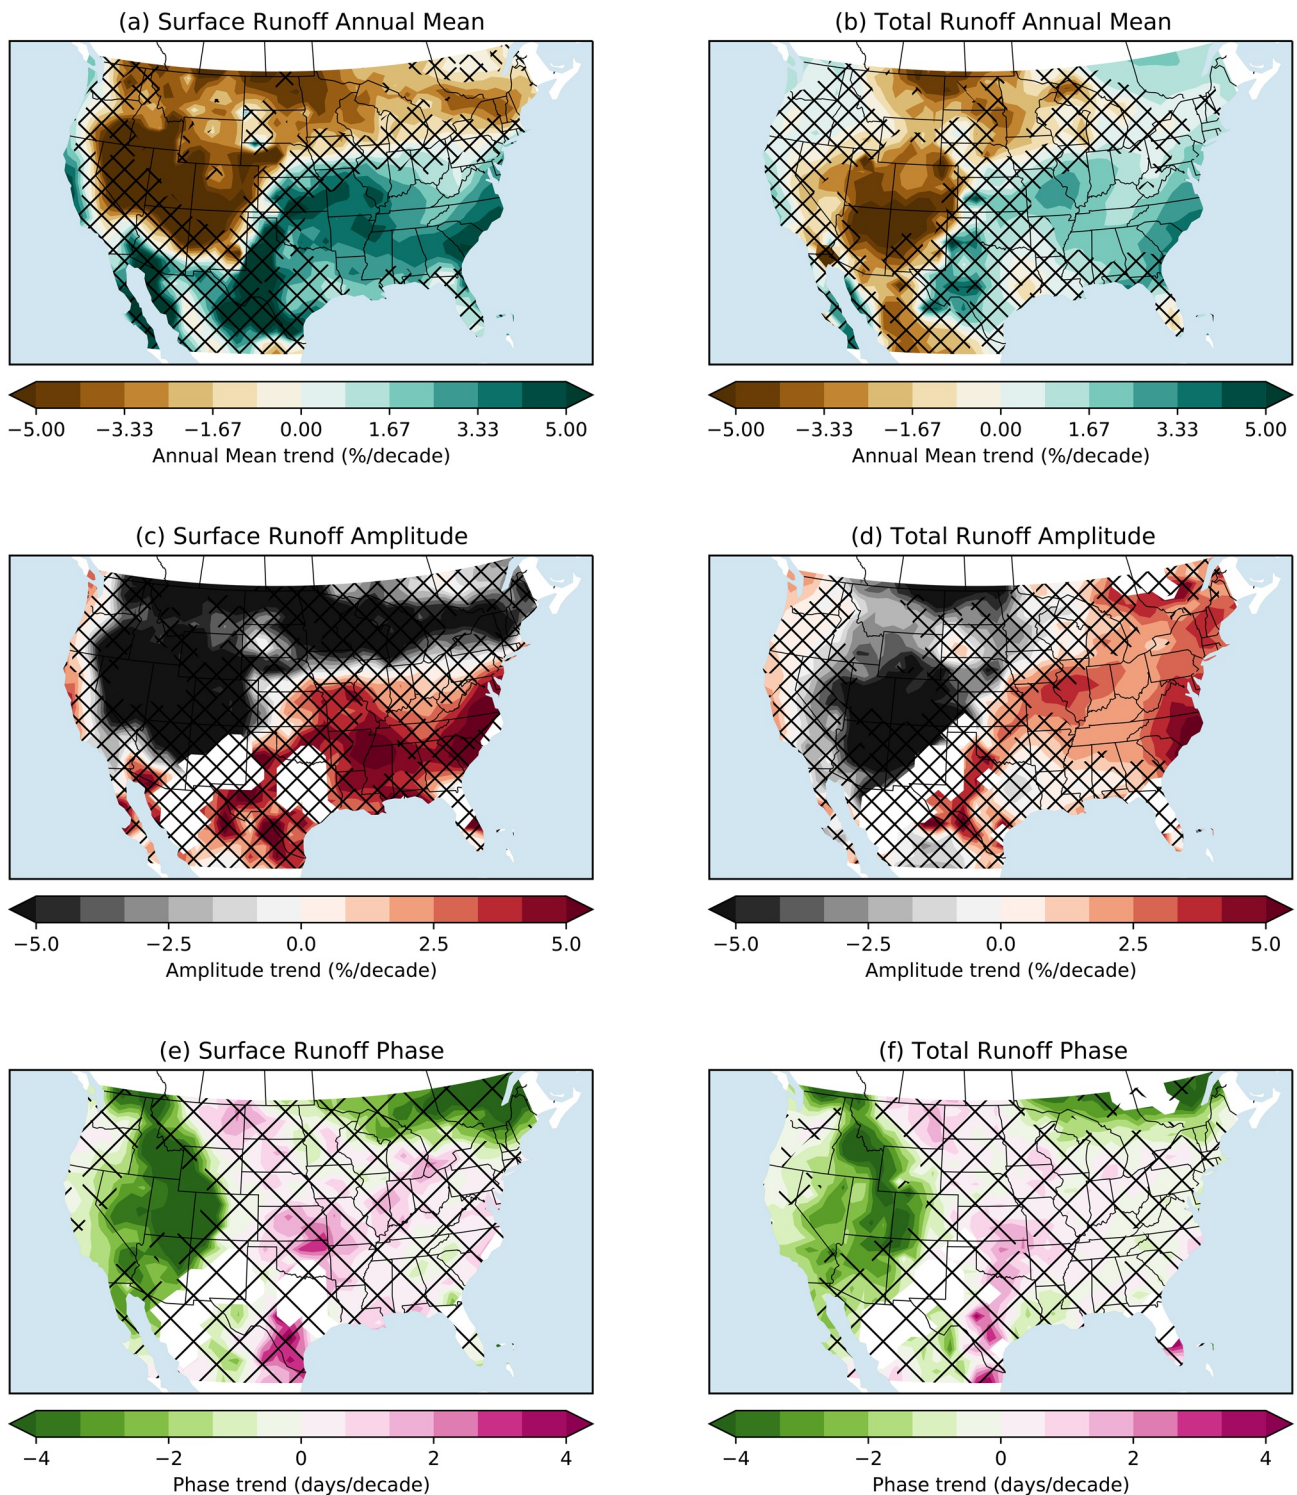 (a) Surface Runoff Annual Mean
(b) Total Runoff Annual Mean
−5.00 −3.33 −1.67 0.00 1.67 3.33 5.00
Annual Mean trend (%/decade)
−5.00 −3.33 −1.67 0.00 1.67 3.33 5.00
Annual Mean trend (%/decade)
(c) Surface Runoff Amplitude
(d) Total Runoff Amplitude
−5.0 −2.5 0.0 2.5 5.0
Amplitude trend (%/decade)
−5.0 −2.5 0.0 2.5 5.0
Amplitude trend (%/decade)
(e) Surface Runoff Phase
(f) Total Runoff Phase
−4 −2 0 2 4
Phase trend (days/decade)
−4 −2 0 2 4
Phase trend (days/decade)